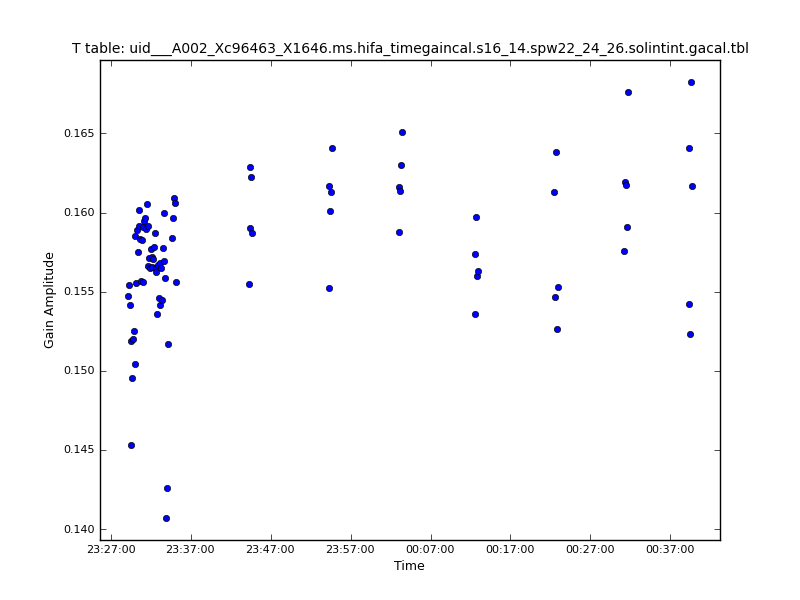 T table: uid___A002_Xc96463_X1646.ms.hifa_timegaincal.s16_14.spw22_24_26.solintint.gacal.tbl
0.165
0.160
0.155
0.150
0.145
0.140
Gain Amplitude
23:27:00 23:37:00 23:47:00 23:57:00 00:07:00 00:17:00 00:27:00 00:37:00
Time